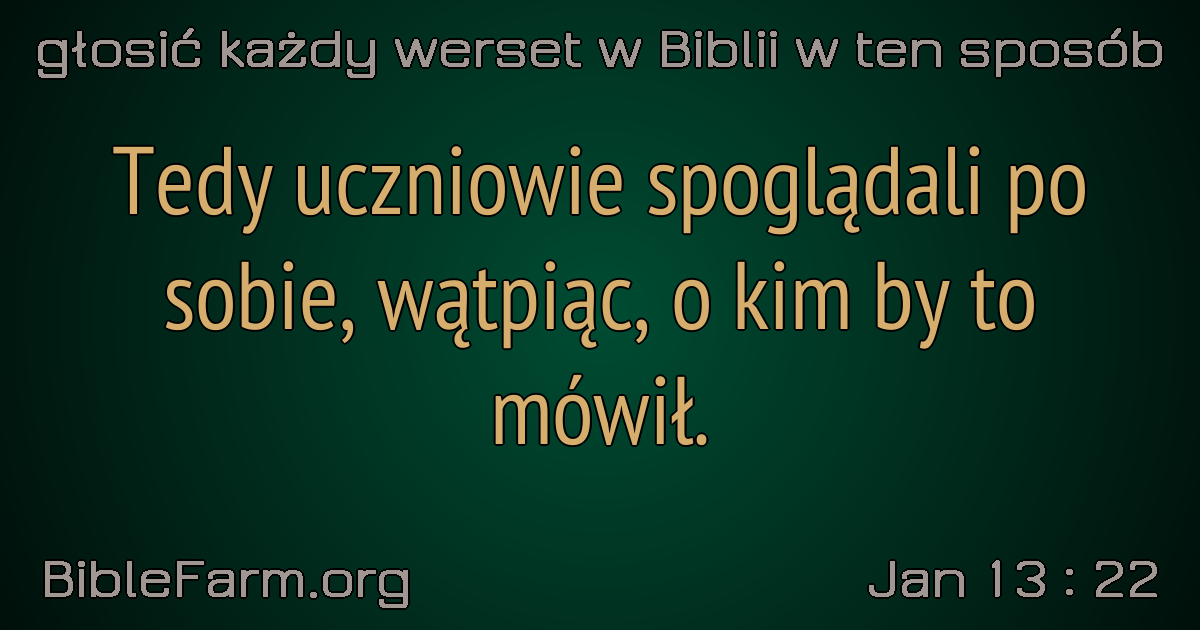 głosić każdy werset w Biblii w ten sposób
Tedy uczniowie spoglądali po
sobie, wątpiąc, o kim by to
mówił.
BibleFarm.org
Jan 13 : 22